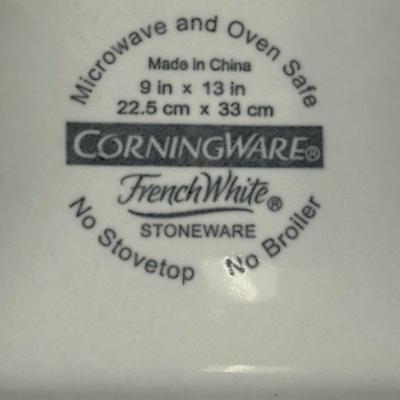 Microwave and Oven Safe
Made in China
9 in x 13 in
22.5 cm x 33 cm
CORNINGWARE®
French White®
STONEWARE
No Stovetop No Broiler